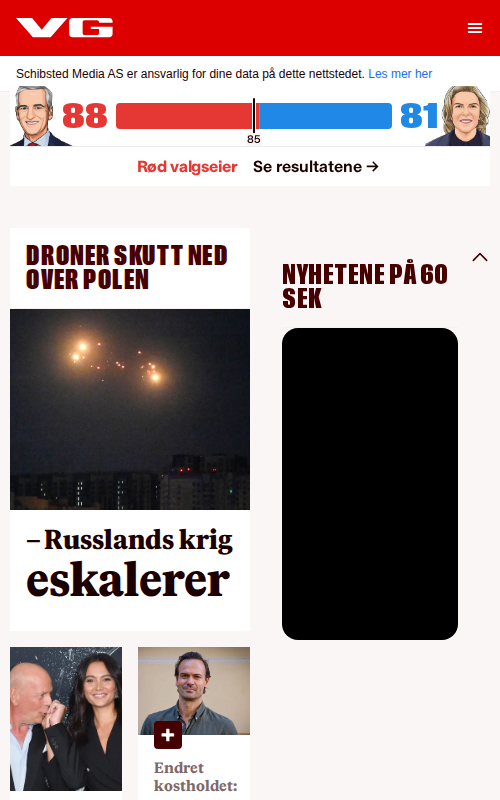 VG
Schibsted Media AS er ansvarlig for dine data på dette nettstedet. Les mer her
88
81
85
Rød valgseier Se resultatene →
DRONER SKUTT NED
OVER POLEN
– Russlands krig
eskalerer
NYHETENE PÅ 60
SEK
Endret
kostholdet: